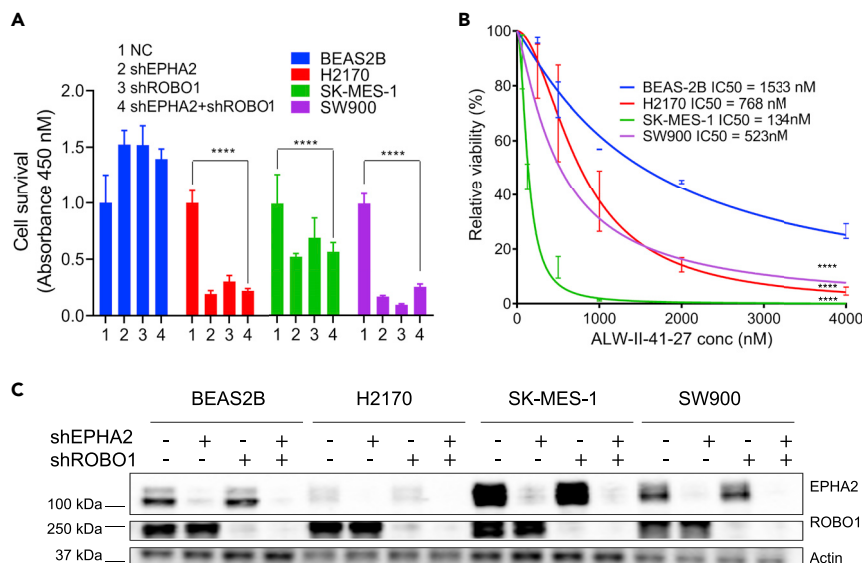 A
1 NC
2 shEPHA2
3 shROBO1
4 shEPHA2+shROBO1
BEAS2B
H2170
SK-MES-1
SW900
Cell survival
(Absorbance 450 nM)
2.0
1.5
1.0
0.5
0.0
**** **** ****
1 2 3 4 1 2 3 4 1 2 3 4 1 2 3 4
B
Relative viability (%)
100
80
60
40
20
0
BEAS-2B IC50 = 1533 nM
H2170 IC50 = 768 nM
SK-MES-1 IC50 = 134nM
SW900 IC50 = 523nM
****
****
****
0 1000 2000 3000 4000
ALW-II-41-27 conc (nM)
C
BEAS2B H2170 SK-MES-1 SW900
shEPHA2 - + - + - + - + - + - + - + - +
shROBO1 - - + + - - + + - - + + - - + +
EPHA2
100 kDa
250 kDa ROBO1
37 kDa Actin